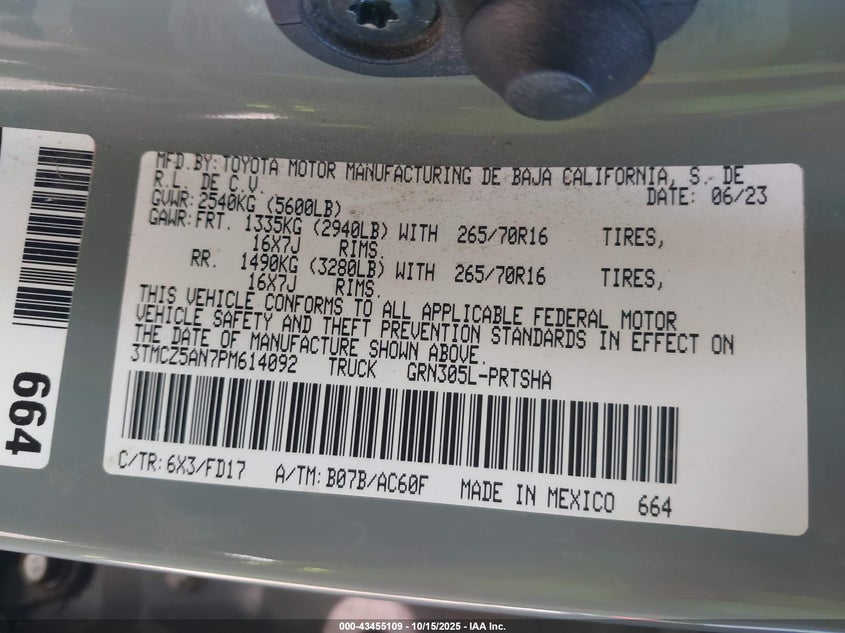 MFD. BY: TOYOTA MOTOR MANUFACTURING DE BAJA CALIFORNIA, S. DE
R.L. DE C.V. DATE: 06/23
GVWR: 2540KG (5600LB)
GAWR: FRT. 1335KG (2940LB) WITH 265/70R16 TIRES,
16X7J RIMS.
RR. 1490KG (3280LB) WITH 265/70R16 TIRES,
16X7J RIMS.
THIS VEHICLE CONFORMS TO ALL APPLICABLE FEDERAL MOTOR
VEHICLE SAFETY AND THEFT PREVENTION STANDARDS IN EFFECT ON
THE DATE OF MANUFACTURE SHOWN ABOVE.
3TMCZ5AN7PM614092 TRUCK GRN305L-PRTSHA
C/TR: 6X3/FD17 A/TM: B07B/AC60F MADE IN MEXICO 664
664
000-43455109 - 10/15/2025 - IAA Inc.